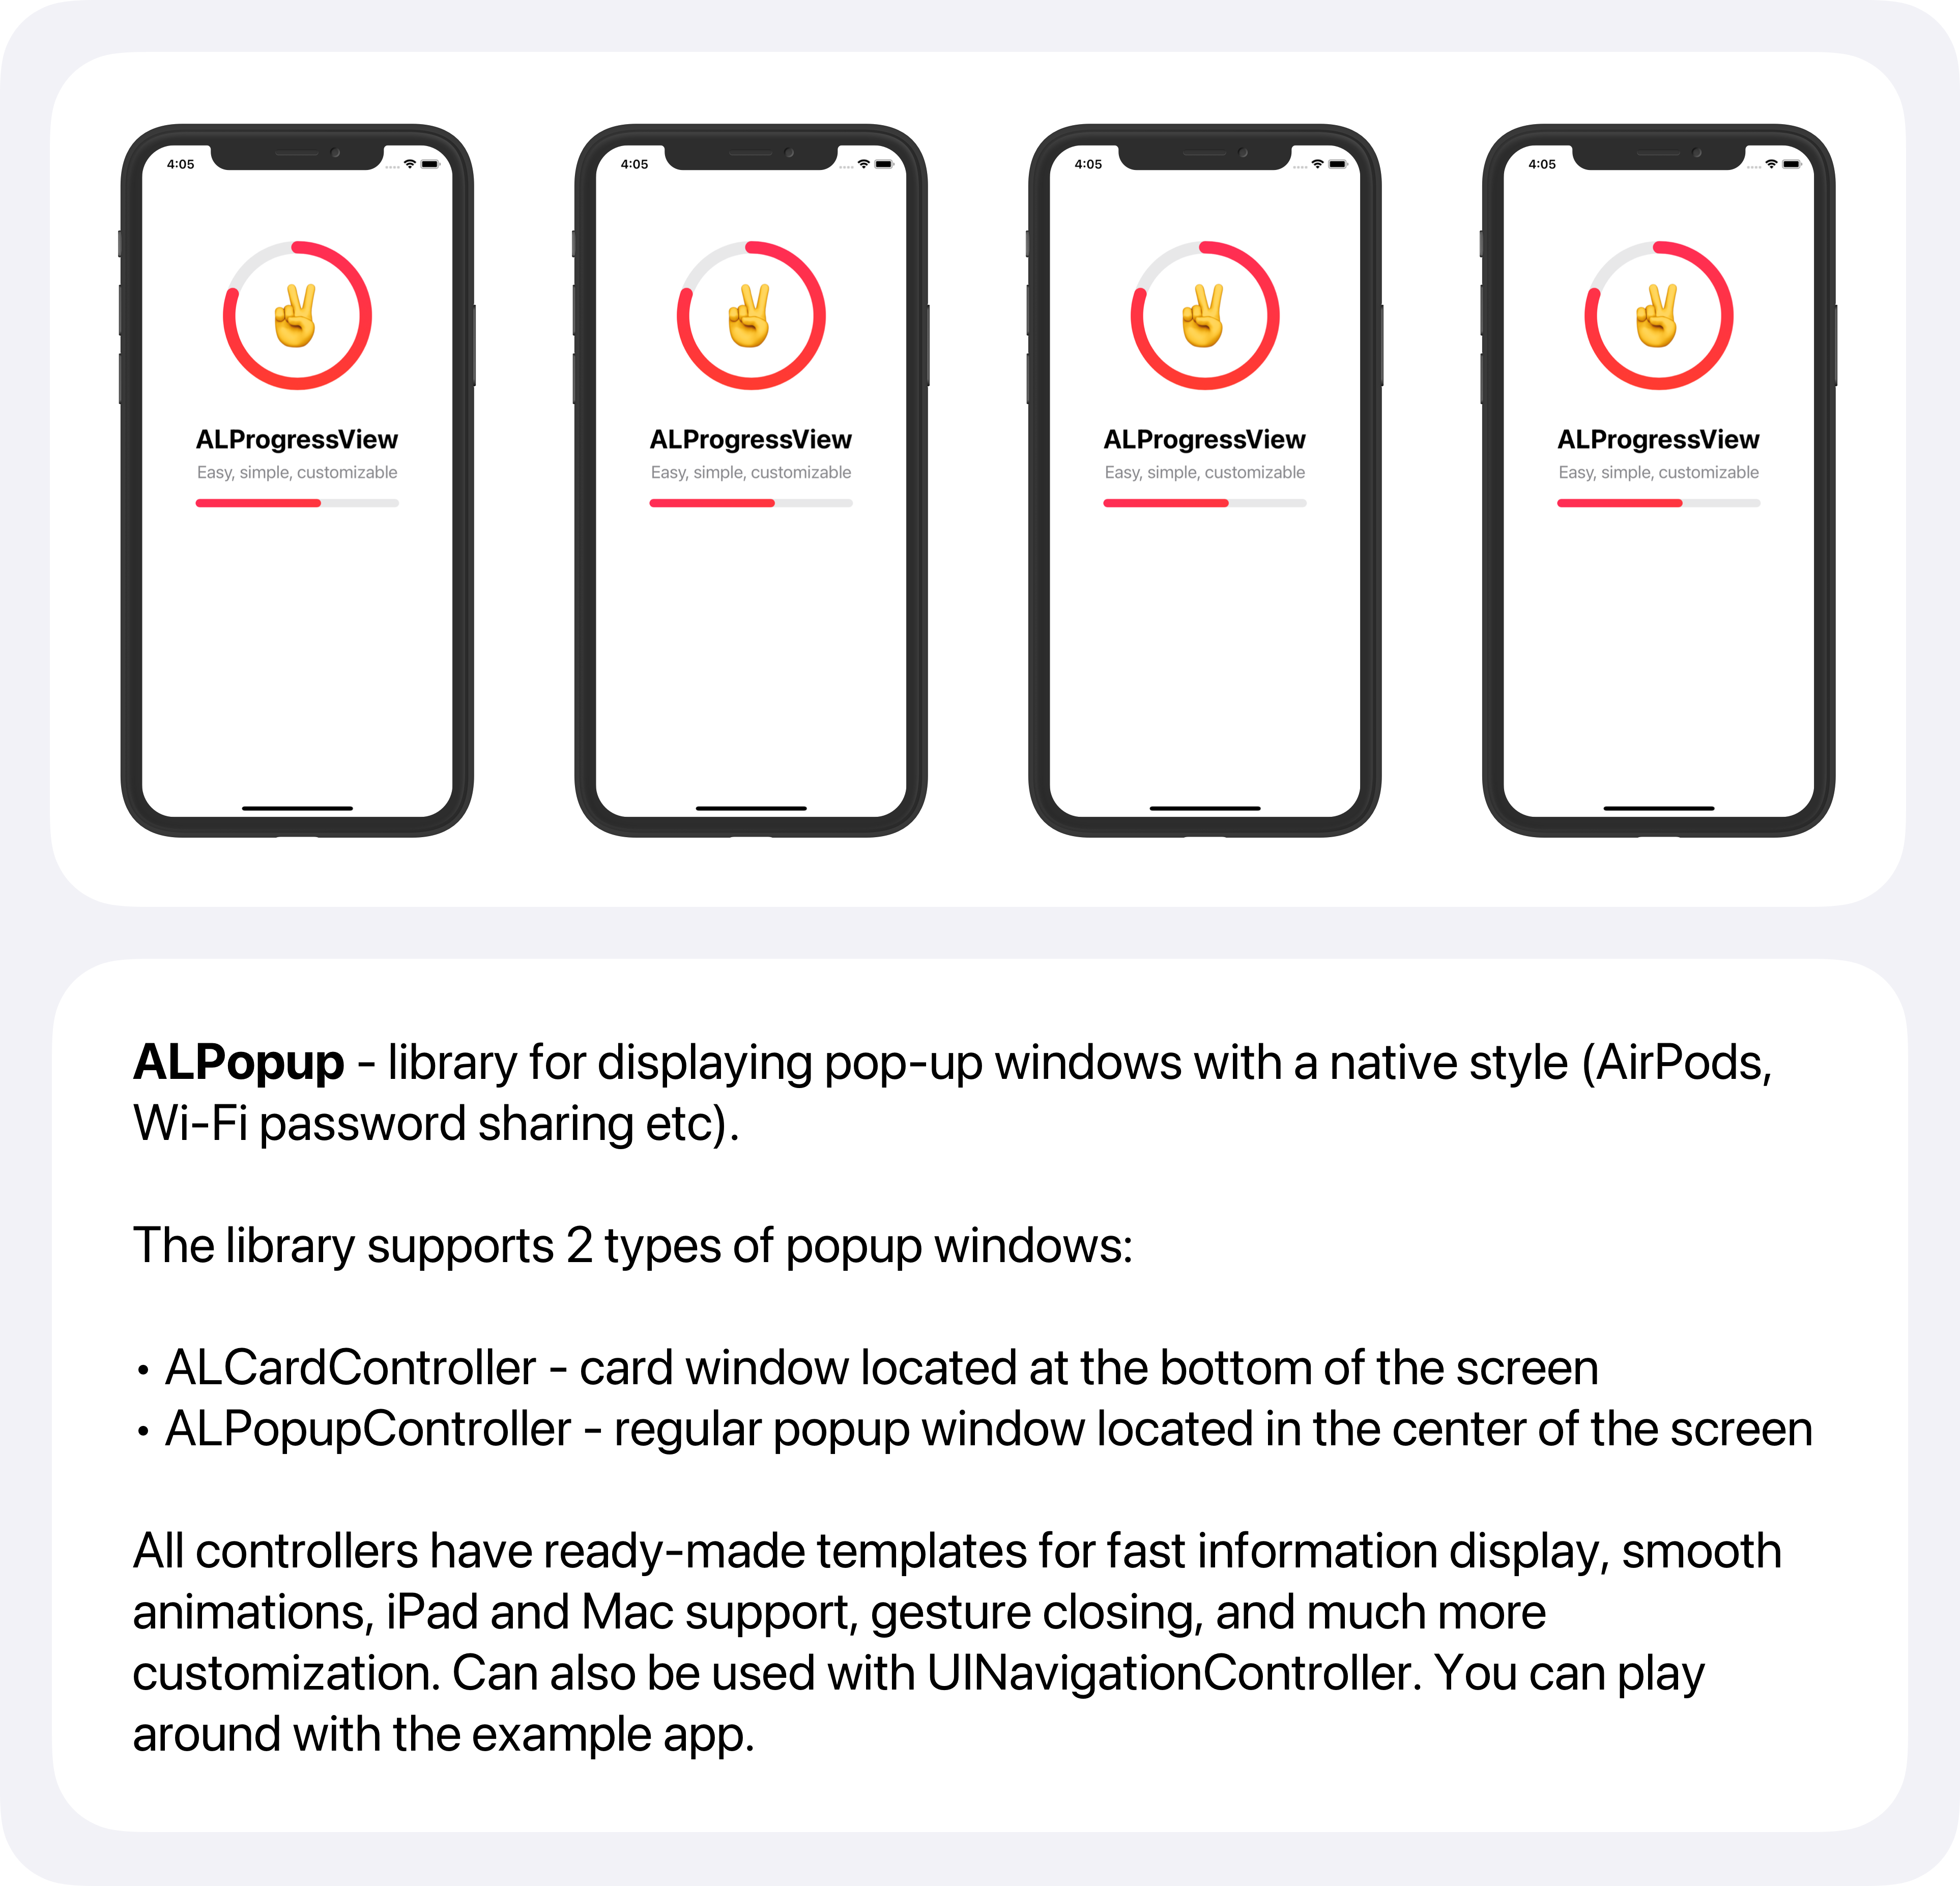 4:05
ALProgressView
Easy, simple, customizable
4:05
ALProgressView
Easy, simple, customizable
4:05
ALProgressView
Easy, simple, customizable
4:05
ALProgressView
Easy, simple, customizable
ALPopup - library for displaying pop-up windows with a native style (AirPods,
Wi-Fi password sharing etc).
The library supports 2 types of popup windows:
• ALCardController - card window located at the bottom of the screen
• ALPopupController - regular popup window located in the center of the screen
All controllers have ready-made templates for fast information display, smooth
animations, iPad and Mac support, gesture closing, and much more
customization. Can also be used with UINavigationController. You can play
around with the example app.